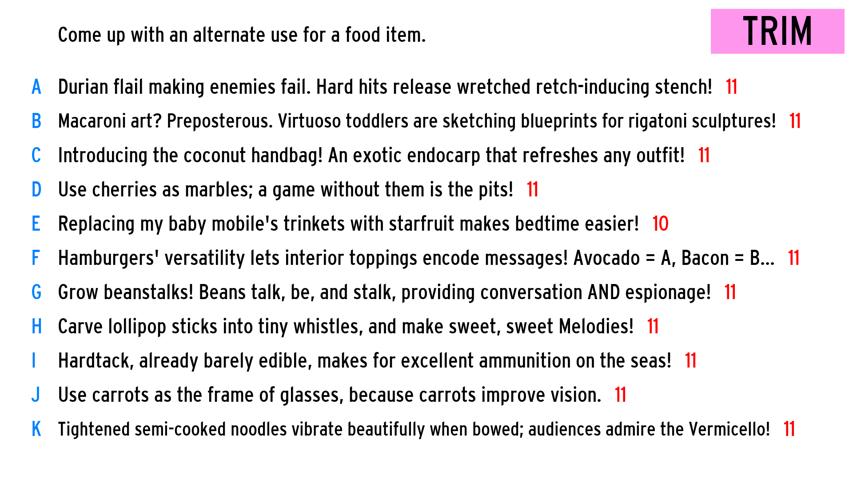 Come up with an alternate use for a food item.
TRIM
A Durian flail making enemies fail. Hard hits release wretched retch-inducing stench! 11
B Macaroni art? Preposterous. Virtuoso toddlers are sketching blueprints for rigatoni sculptures! 11
C Introducing the coconut handbag! An exotic endocarp that refreshes any outfit! 11
D Use cherries as marbles; a game without them is the pits! 11
E Replacing my baby mobile's trinkets with starfruit makes bedtime easier! 10
F Hamburgers' versatility lets interior toppings encode messages! Avocado = A, Bacon = B... 11
G Grow beanstalks! Beans talk, be, and stalk, providing conversation AND espionage! 11
H Carve lollipop sticks into tiny whistles, and make sweet, sweet Melodies! 11
I Hardtack, already barely edible, makes for excellent ammunition on the seas! 11
J Use carrots as the frame of glasses, because carrots improve vision. 11
K Tightened semi-cooked noodles vibrate beautifully when bowed; audiences admire the Vermicello! 11